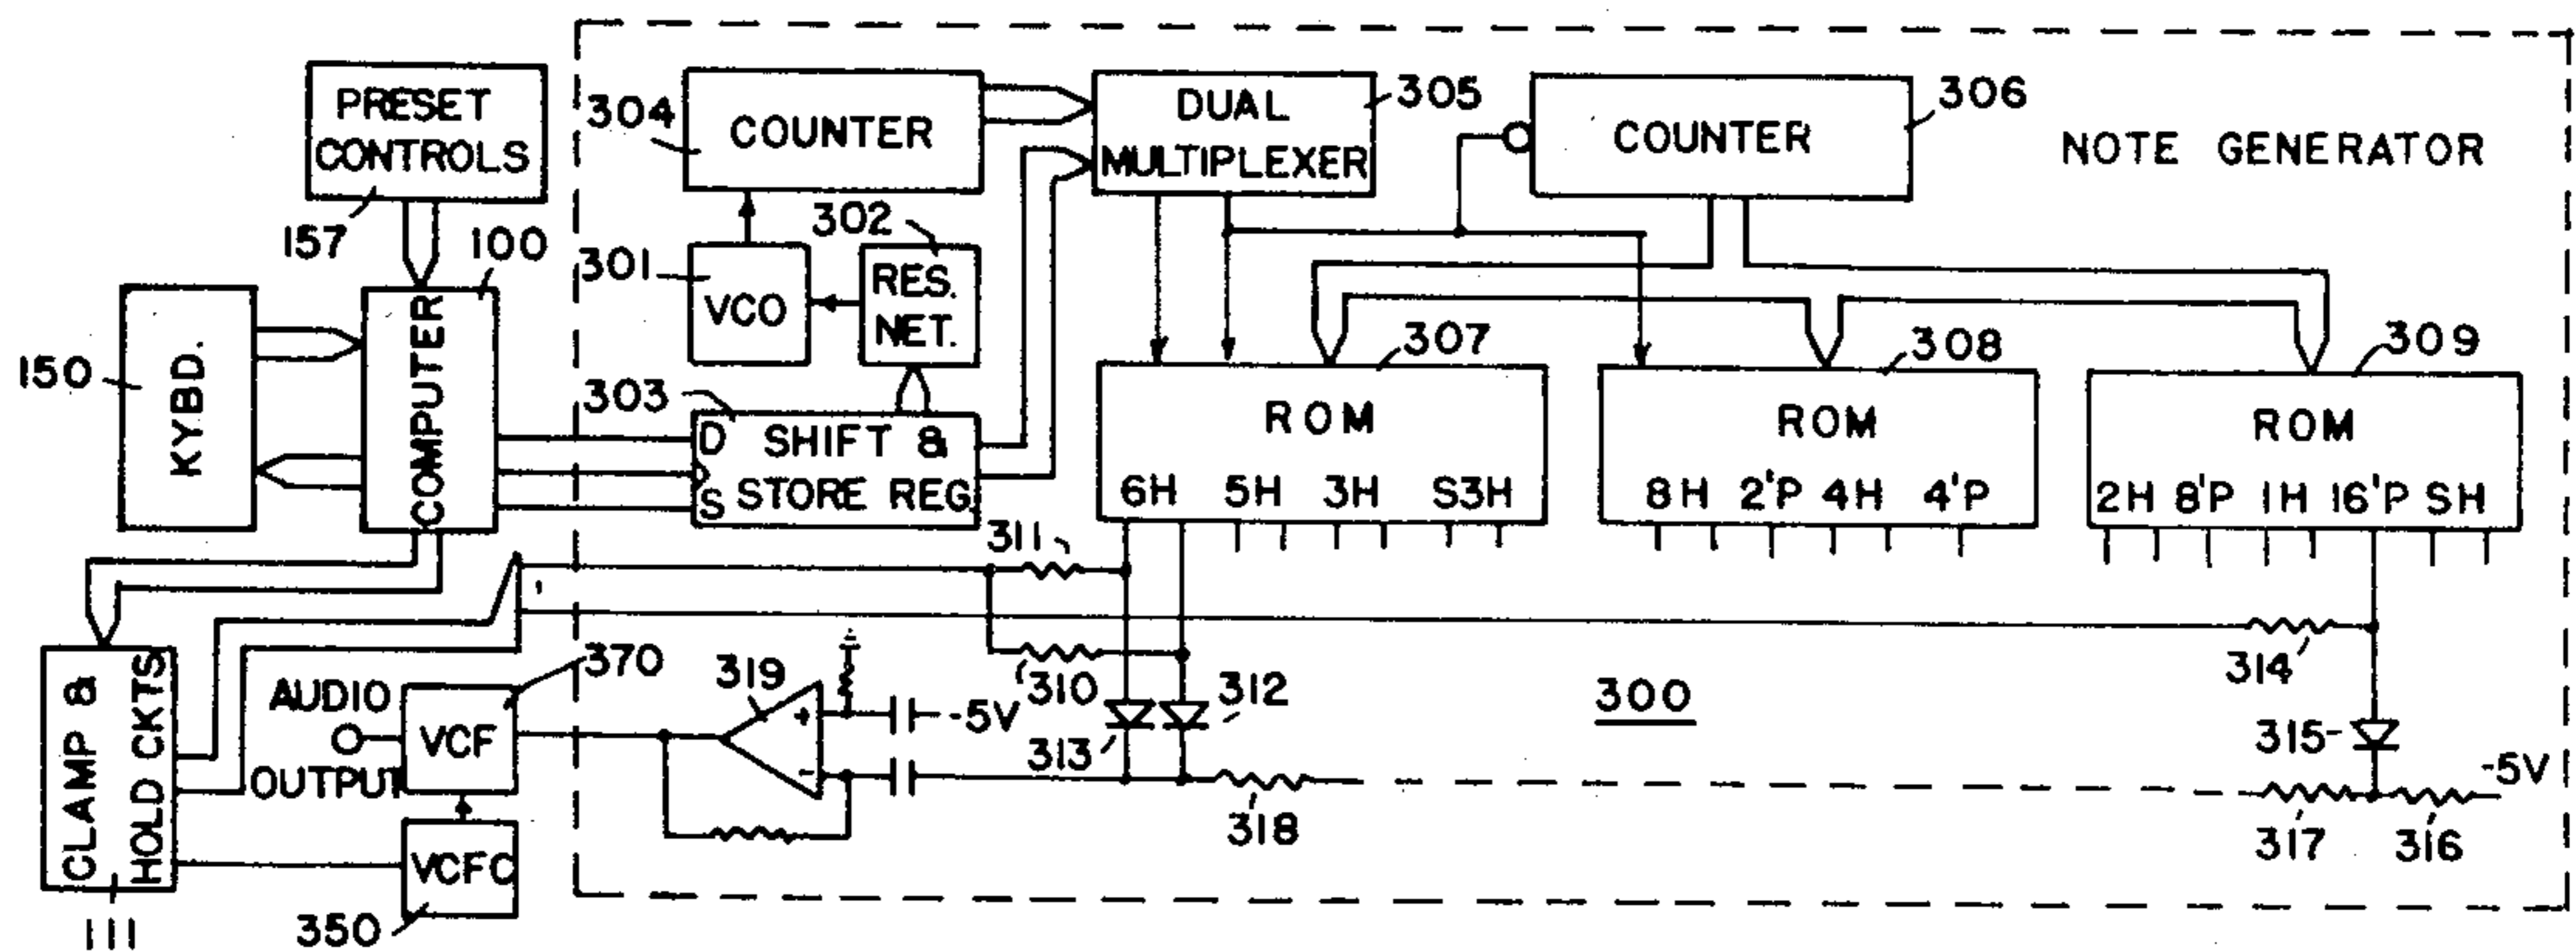 PRESET CONTROLS
157
100
KYBD.
150
COMPUTER
304
COUNTER
DUAL MULTIPLEXER
305
COUNTER
306
NOTE GENERATOR
301
VCO
302
RES. NET.
303
D SHIFT &
S STORE REG.
307
ROM
6H 5H 3H S3H
308
ROM
8H 2'P 4H 4'P
309
ROM
2H 8'P 1H 16'P SH
311
310
314
300
319
+
-
-5V
313
312
315
318
317
316
-5V
370
AUDIO OUTPUT
VCF
VCFC
350
CLAMP & HOLD CKTS
111